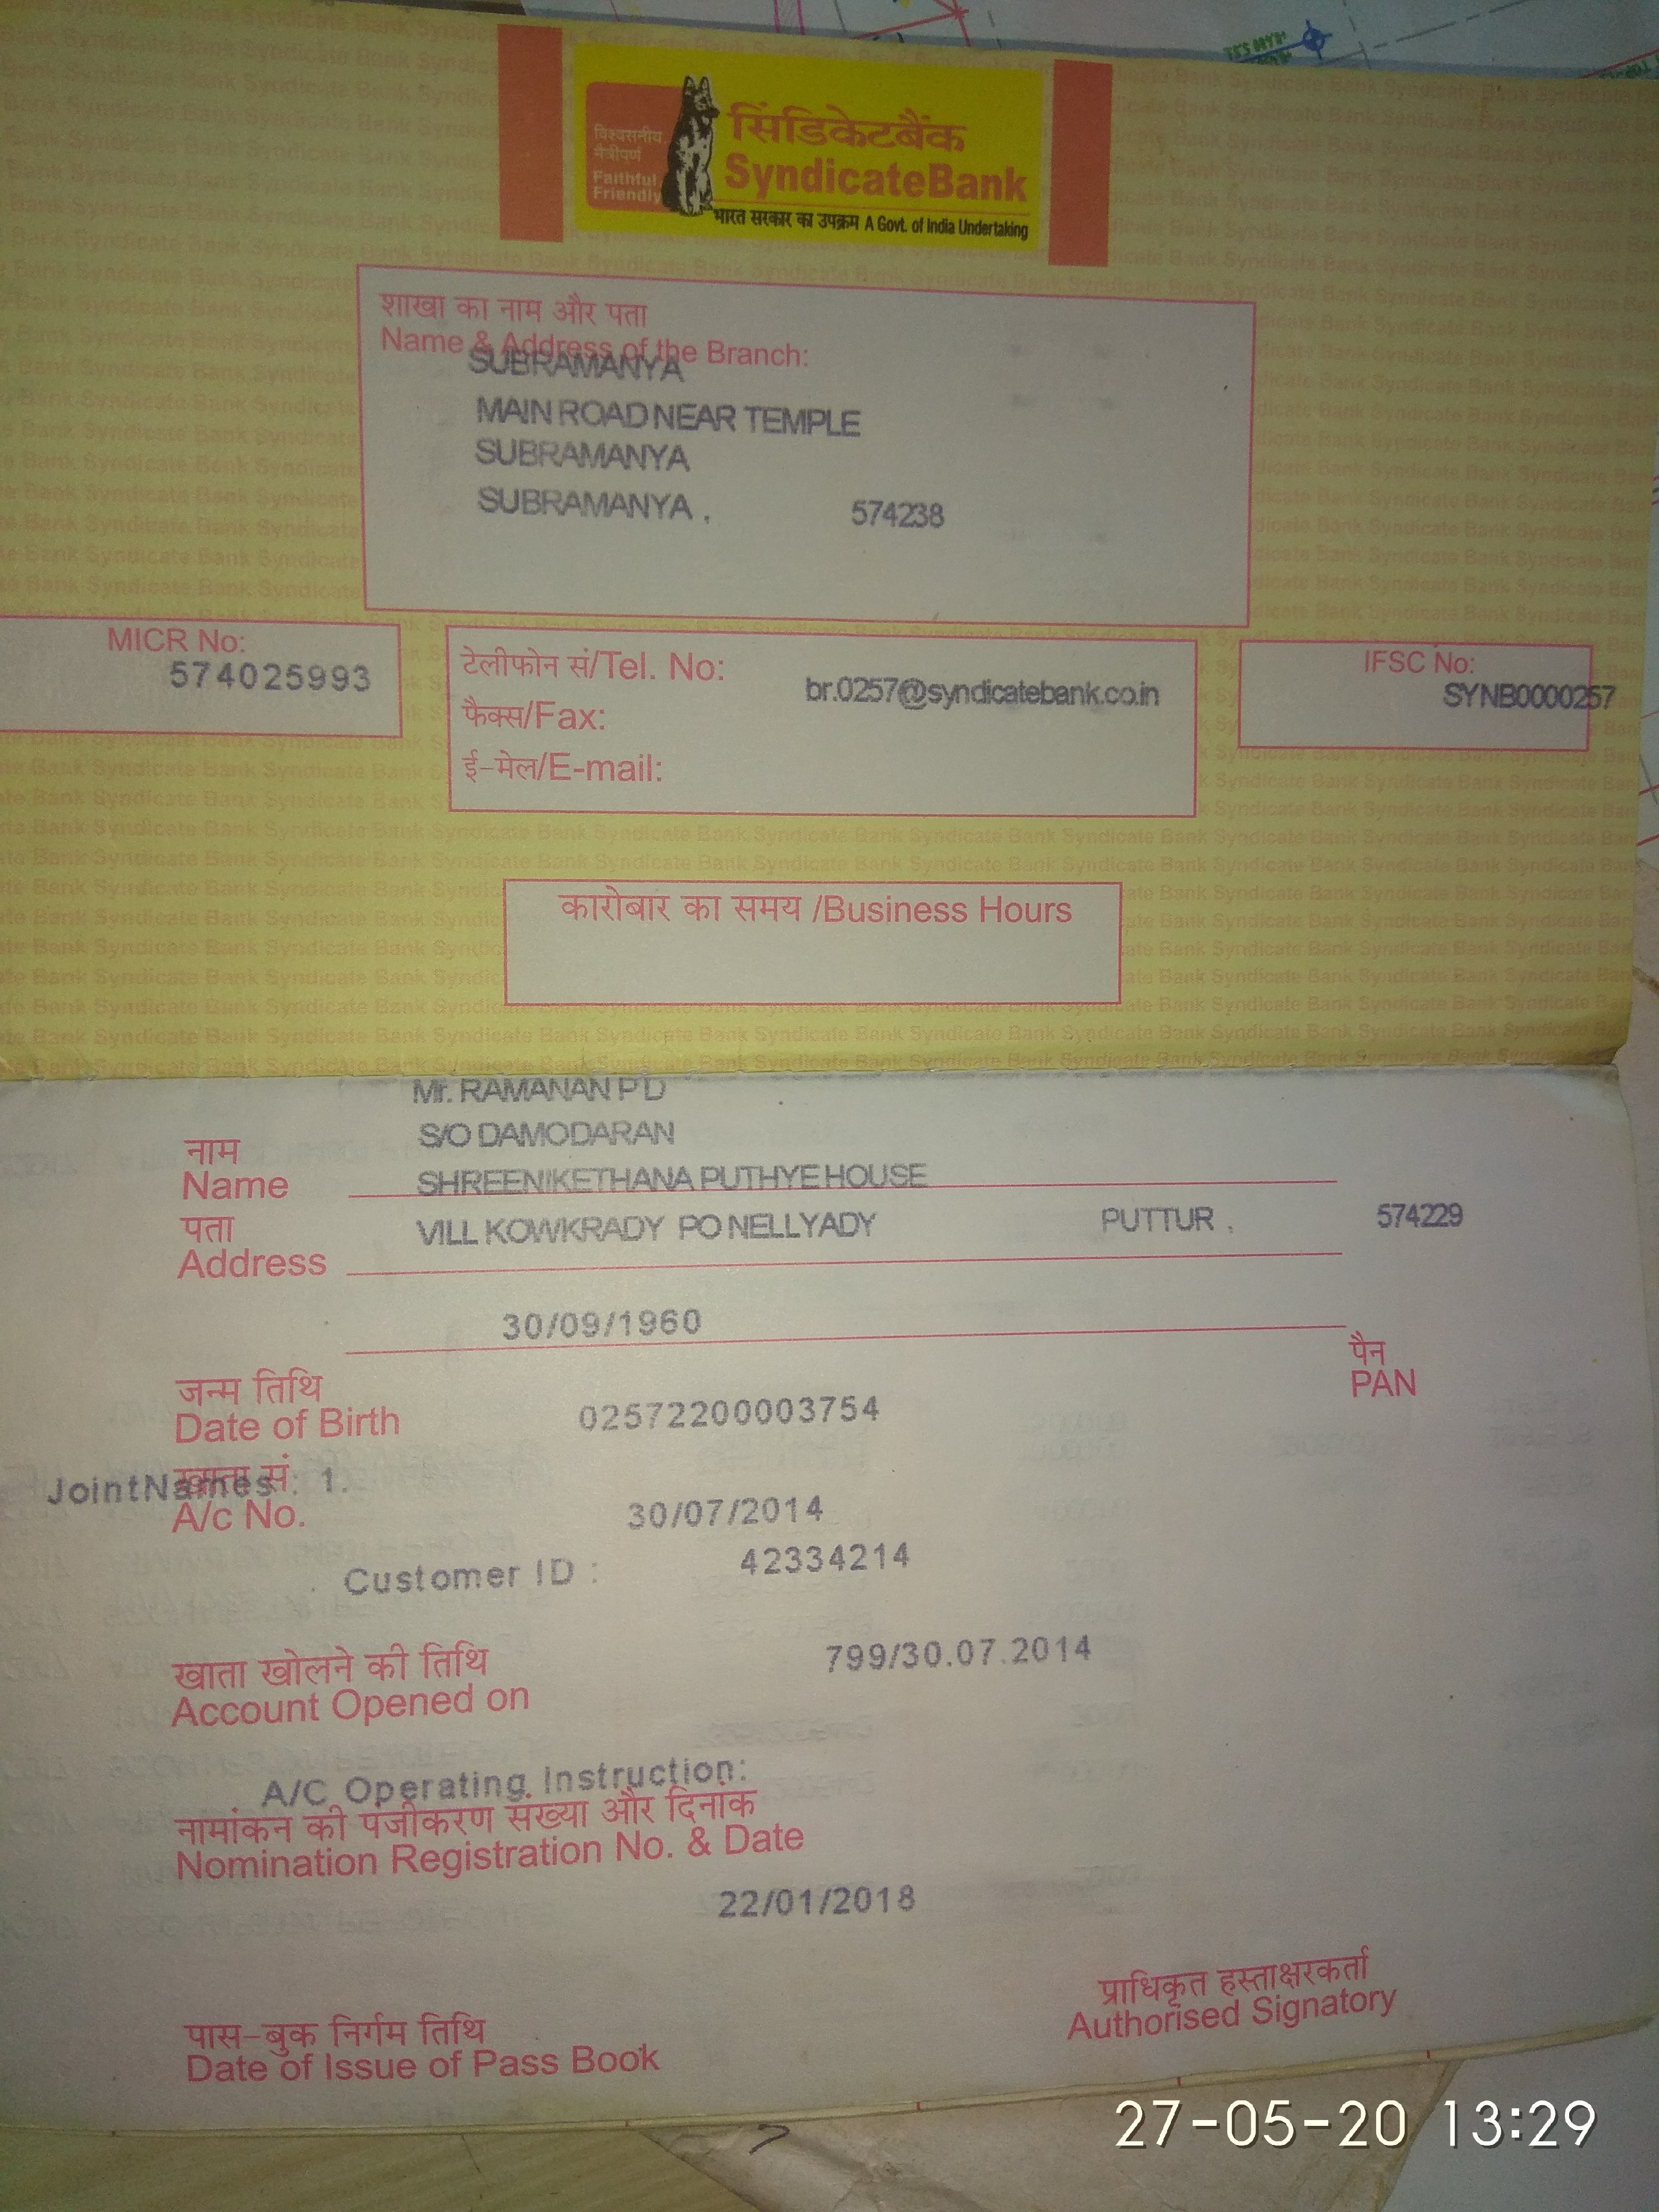 विश्वसनीय
मैत्रीपूर्ण
Faithful
Friendly
सिंडिकेटबैंक
SyndicateBank
भारत सरकार का उपक्रम A Govt. of India Undertaking
शाखा का नाम और पता
Name & Address of the Branch:
SUBRAMANYA
MAIN ROAD NEAR TEMPLE
SUBRAMANYA
SUBRAMANYA . 574238
MICR No:
574025993
टेलीफोन सं/Tel. No:
br.0257@syndicatebank.co.in
फैक्स/Fax:
ई-मेल/E-mail:
IFSC No:
SYNB0000257
कारोबार का समय /Business Hours
Mr. RAMANAN P D
S/O DAMODARAN
नाम
Name SHREENIKETHANA PUTHYE HOUSE
पता VILL KOWKRADY PO NELLYADY PUTTUR . 574229
Address
30/09/1960
पैन
PAN
जन्म तिथि
Date of Birth 02572200003754
खाता सं.
JointNames : 1.
A/c No. 30/07/2014
Customer ID : 42334214
खाता खोलने की तिथि 799/30.07.2014
Account Opened on
A/C Operating Instruction:
नामांकन की पंजीकरण संख्या और दिनांक
Nomination Registration No. & Date
22/01/2018
प्राधिकृत हस्ताक्षरकर्ता
Authorised Signatory
पास-बुक निर्गम तिथि
Date of Issue of Pass Book
27-05-20 13:29